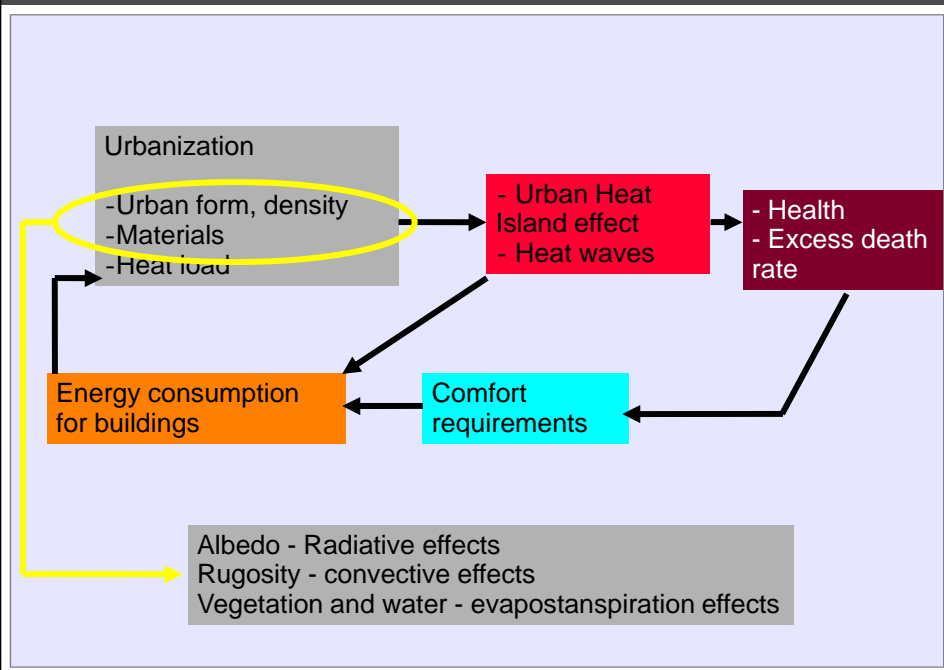 Urbanization
-Urban form, density
-Materials
-Heat load
- Urban Heat
Island effect
- Heat waves
- Health
- Excess death
rate
Energy consumption
for buildings
Comfort
requirements
Albedo - Radiative effects
Rugosity - convective effects
Vegetation and water - evapostanspiration effects